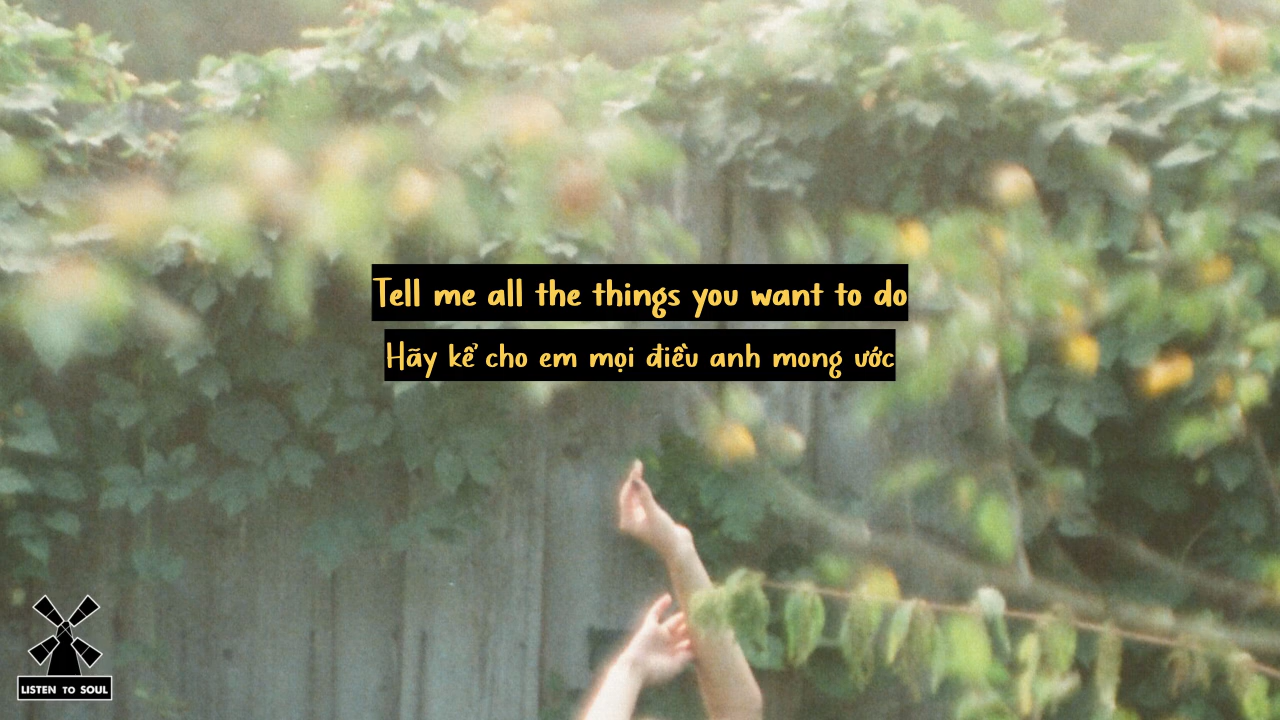 Tell me all the things you want to do
Hãy kể cho em mọi điều anh mong ước
LISTEN TO SOUL